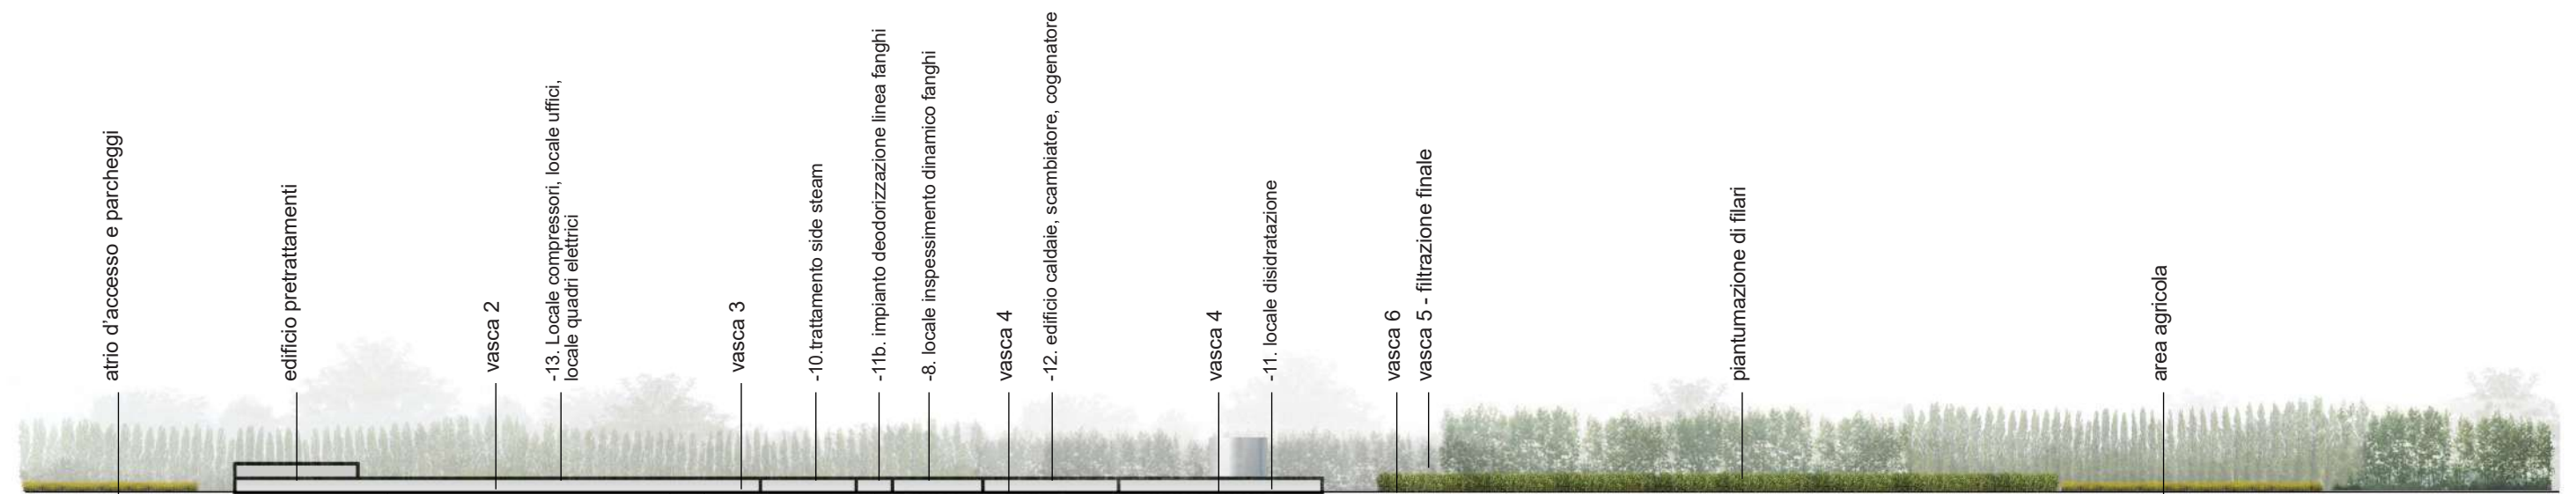 atrio d'accesso e parcheggi
edificio pretrattamenti
vasca 2
-13. Locale compressori, locale uffici,
locale quadri elettrici
vasca 3
-10.trattamento side steam
-11b. impianto deodorizzazione linea fanghi
-8. locale inspessimento dinamico fanghi
vasca 4
-12. edificio caldaie, scambiatore, cogenatore
vasca 4
-11. locale disidratazione
vasca 6
vasca 5 - filtrazione finale
piantumazione di filari
area agricola